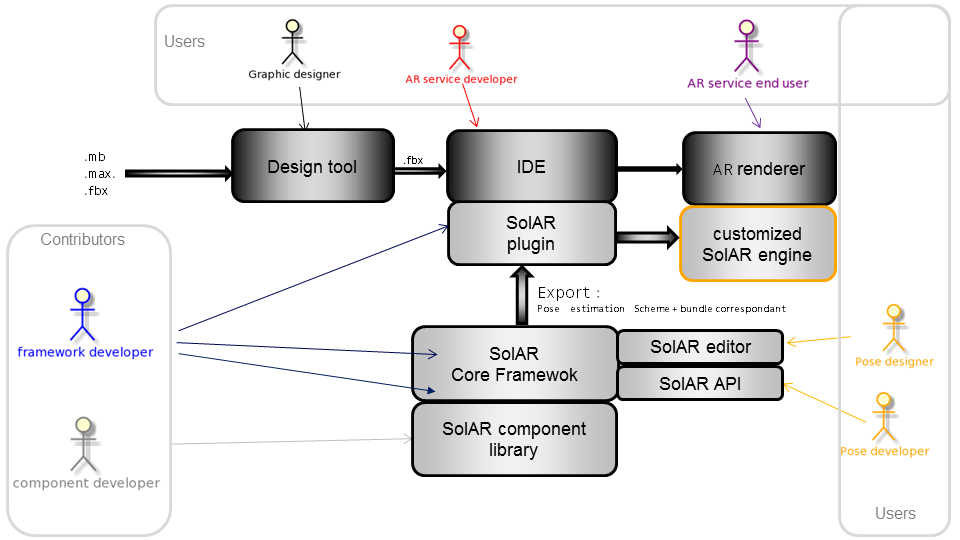 Users
Graphic designer
AR service developer
AR service end user
.mb
.max.
.fbx
Design tool
.fbx
IDE
AR renderer
SolAR
plugin
customized
SolAR engine
Contributors
Export :
Pose estimation Scheme + bundle correspondant
framework developer
SolAR
Core Framewok
SolAR editor
SolAR API
Pose designer
SolAR component
library
component developer
Pose developer
Users